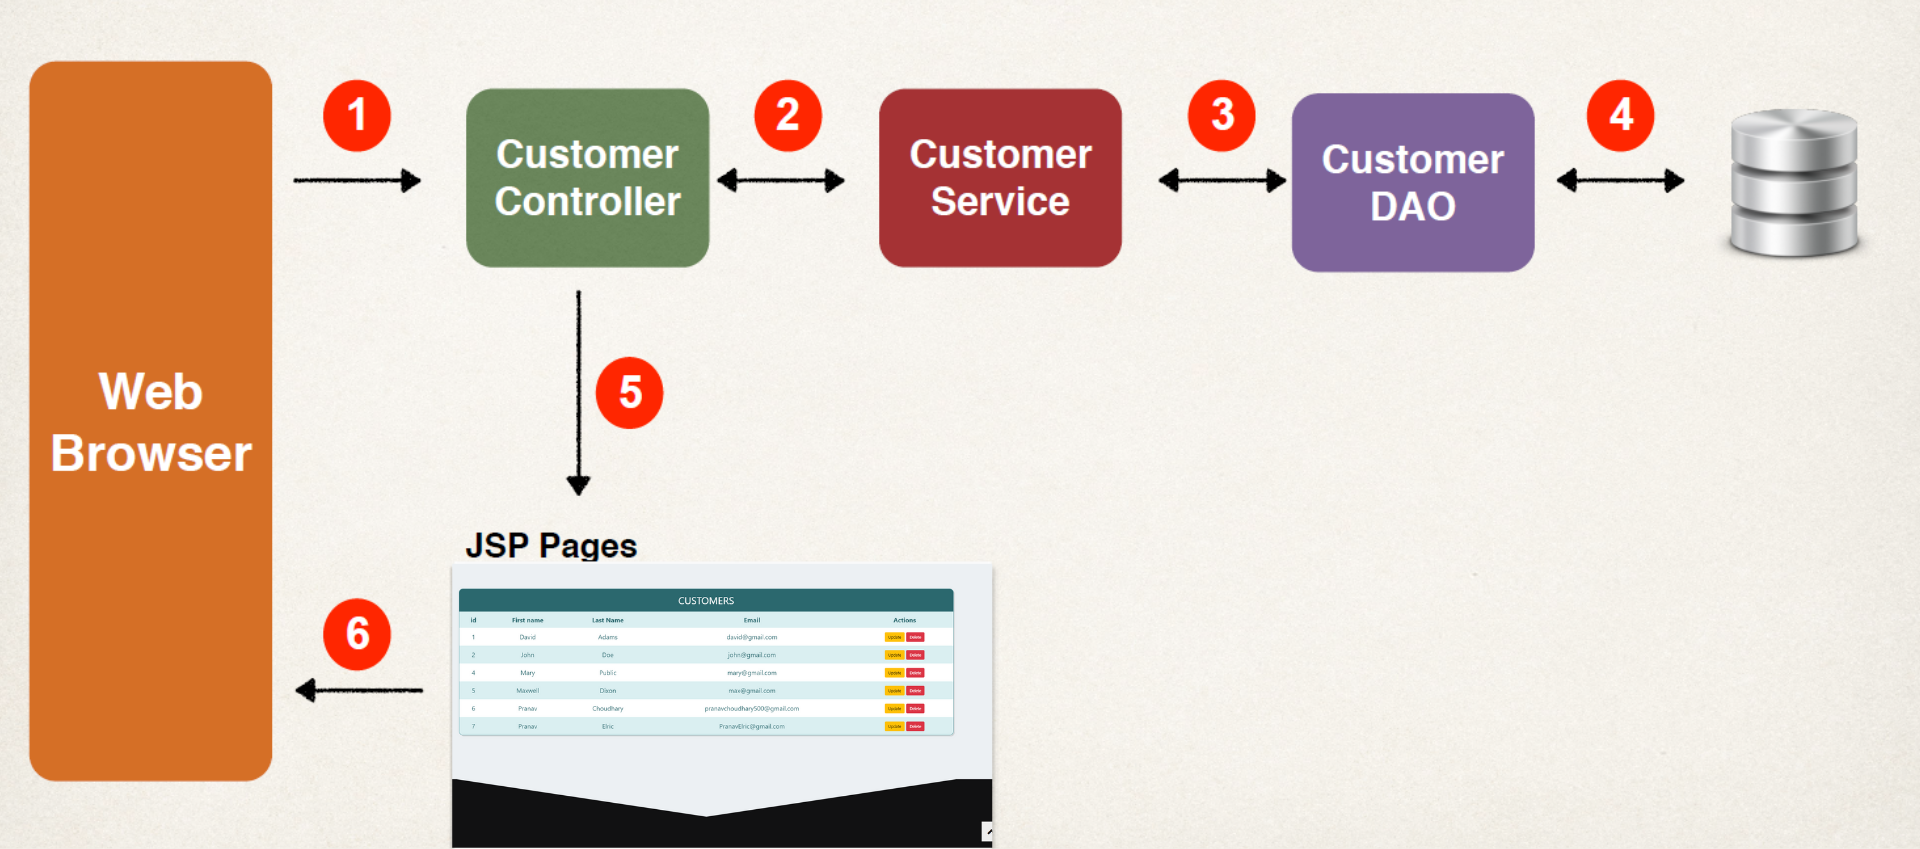 1
2
3
4
Customer
Controller
Customer
Service
Customer
DAO
Web
Browser
5
JSP Pages
6
CUSTOMERS
id First name Last Name Email Actions
1 David Adams david@gmail.com Update Delete
2 John Doe john@gmail.com Update Delete
4 Mary Public mary@gmail.com Update Delete
5 Maxwell Dixon max@gmail.com Update Delete
6 Pranav Choudhary pranavchoudhary500@gmail.com Update Delete
7 Pranav Elric PranavElric@gmail.com Update Delete